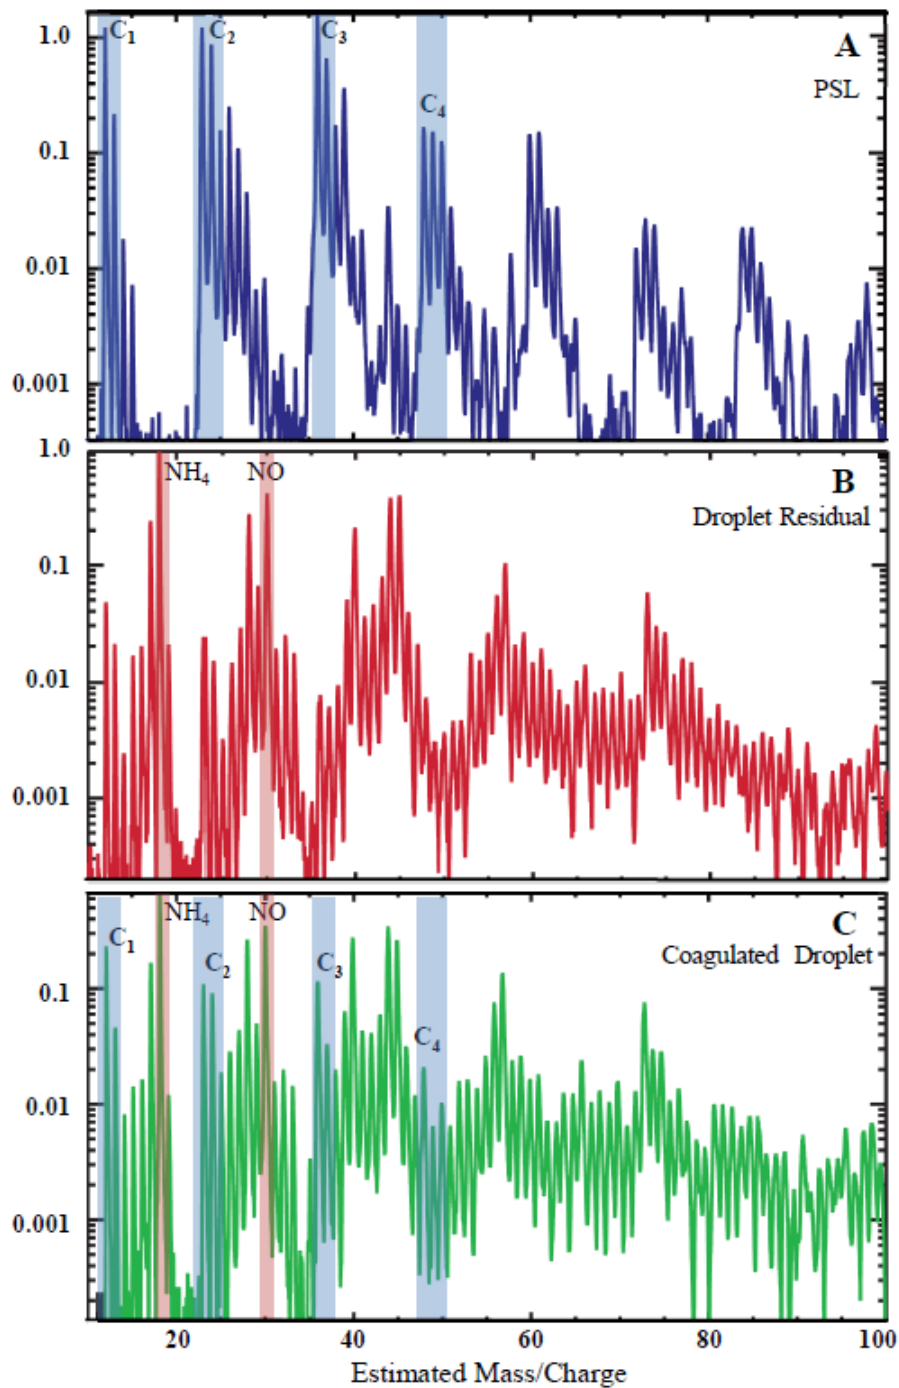 1.0
C1
C2
C3
A
PSL
C4
0.1
0.01
0.001
1.0
NH4
NO
B
Droplet Residual
0.1
0.01
0.001
NH4
NO
C
C1
C2
C3
Coagulated Droplet
0.1
C4
0.01
0.001
20
40
60
80
100
Estimated Mass/Charge